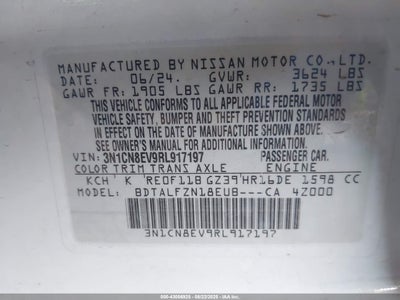 MANUFACTURED BY NISSAN MOTOR CO., LTD.
DATE: 06/24. GVWR: 3624 LBS
GAWR FR: 1905 LBS GAWR RR: 1735 LBS
THIS VEHICLE CONFORMS TO ALL APPLICABLE FEDERAL MOTOR
VEHICLE SAFETY, BUMPER AND THEFT PREVENTION STANDARDS
IN EFFECT ON THE DATE OF MANUFACTURE SHOWN ABOVE.
SEE OWNERS MANUAL FOR ADDITIONAL INFORMATION
VIN: 3N1CN8EV9RL917197 PASSENGER CAR.
COLOR TRIM TRANS AXLE ENGINE
KCH K RE0F11B GZ39 HR16DE 1598 CC
MODEL: BDTALFZN18EUB---CA 4Z000
3N1CN8EV9RL917197